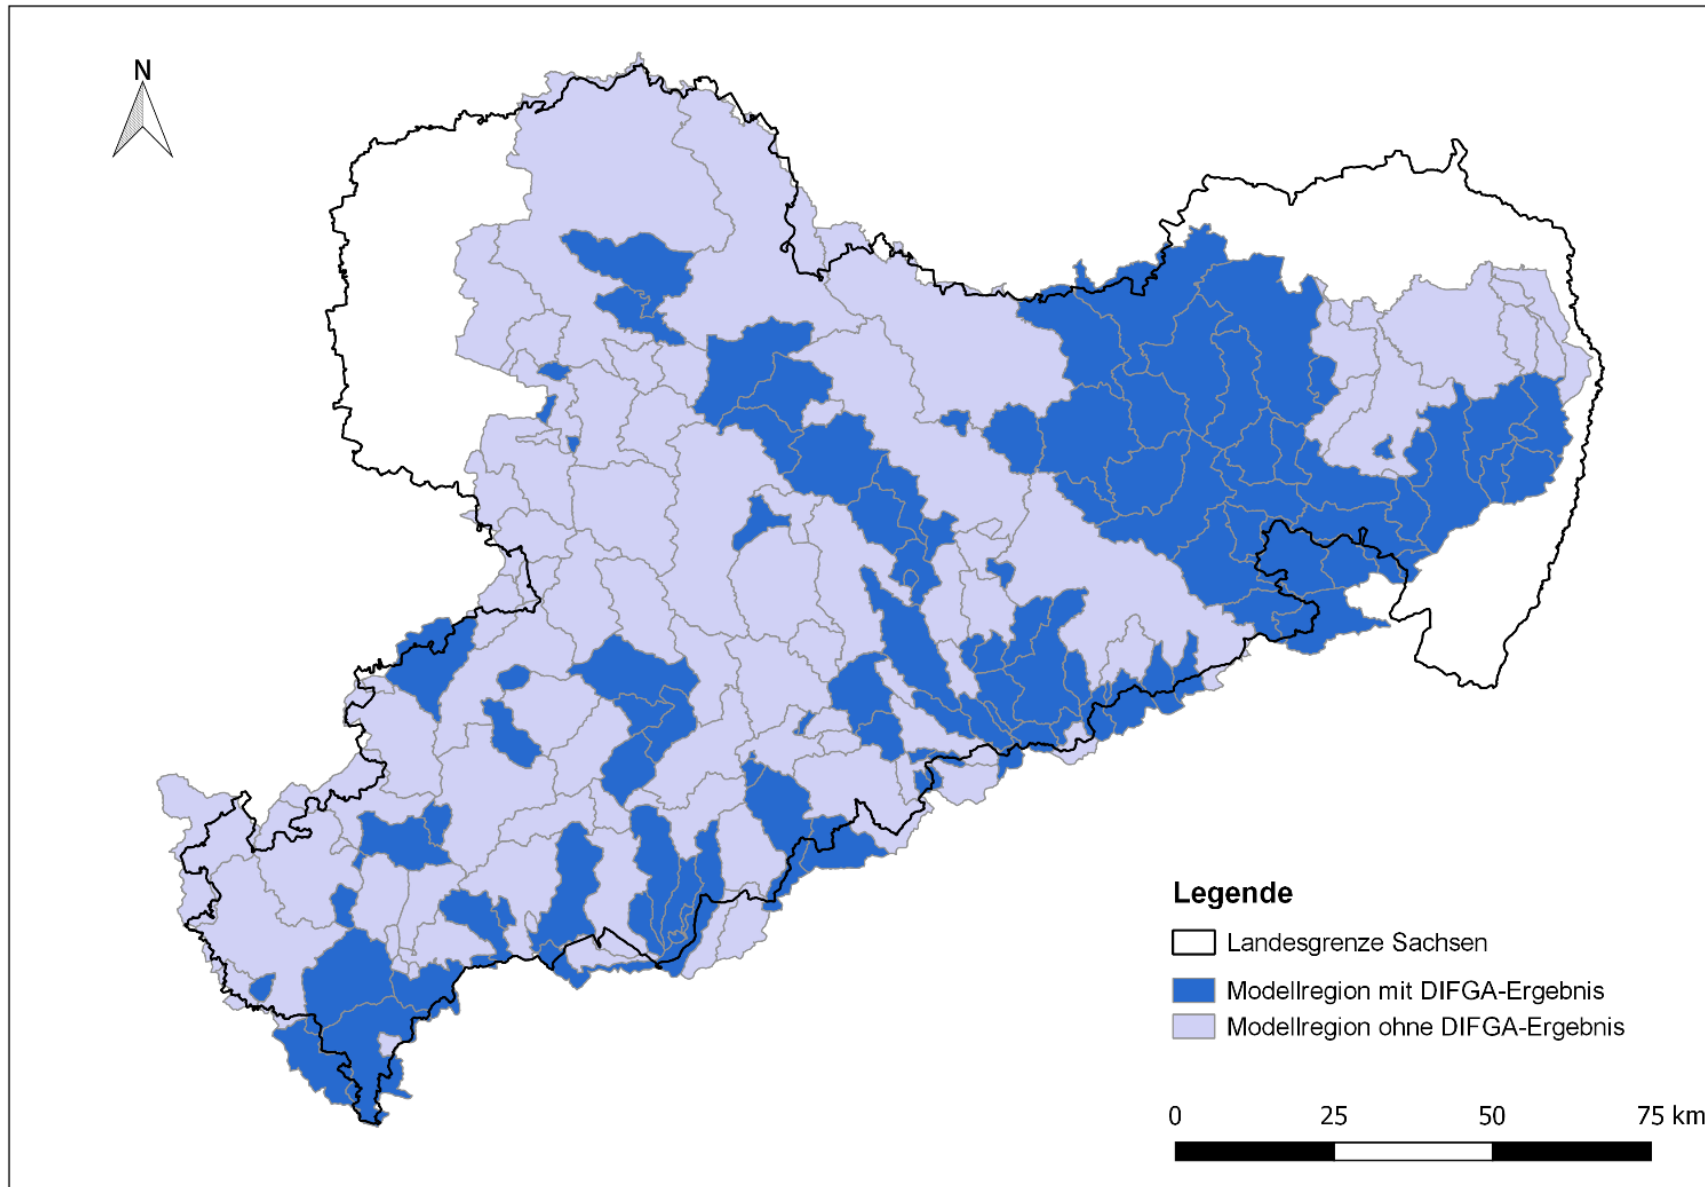 N
Legende
Landesgrenze Sachsen
Modellregion mit DIFGA-Ergebnis
Modellregion ohne DIFGA-Ergebnis
0 25 50 75 km